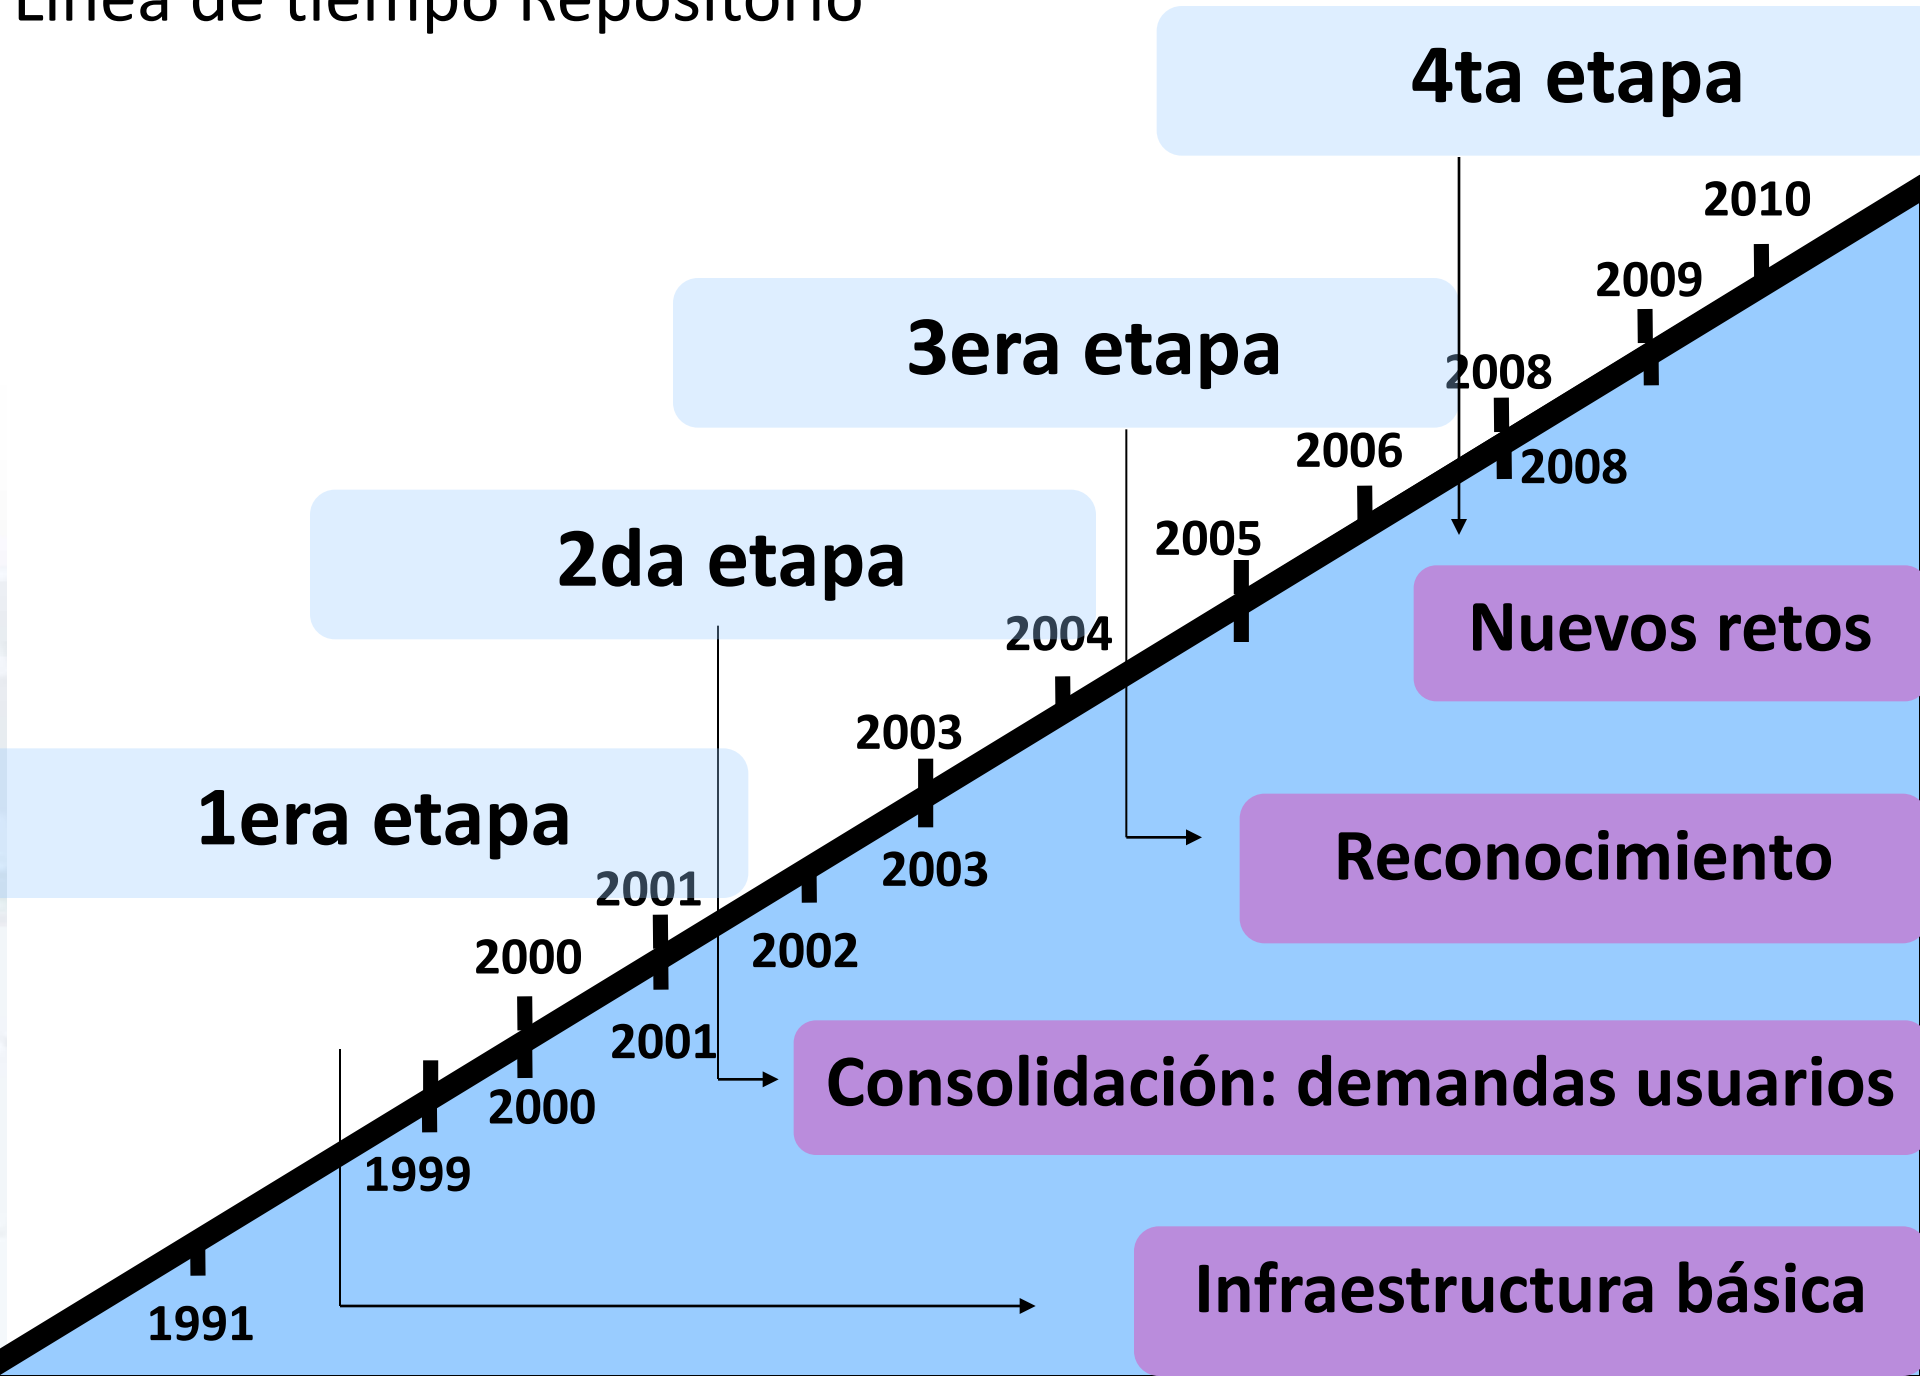 Línea de tiempo Repositorio
4ta etapa
2010
2009
3era etapa
2008
2006
2008
2005
2da etapa
2004
Nuevos retos
2003
1era etapa
2003
Reconocimiento
2001
2000
2002
2001
Consolidación: demandas usuarios
2000
1999
Infraestructura básica
1991